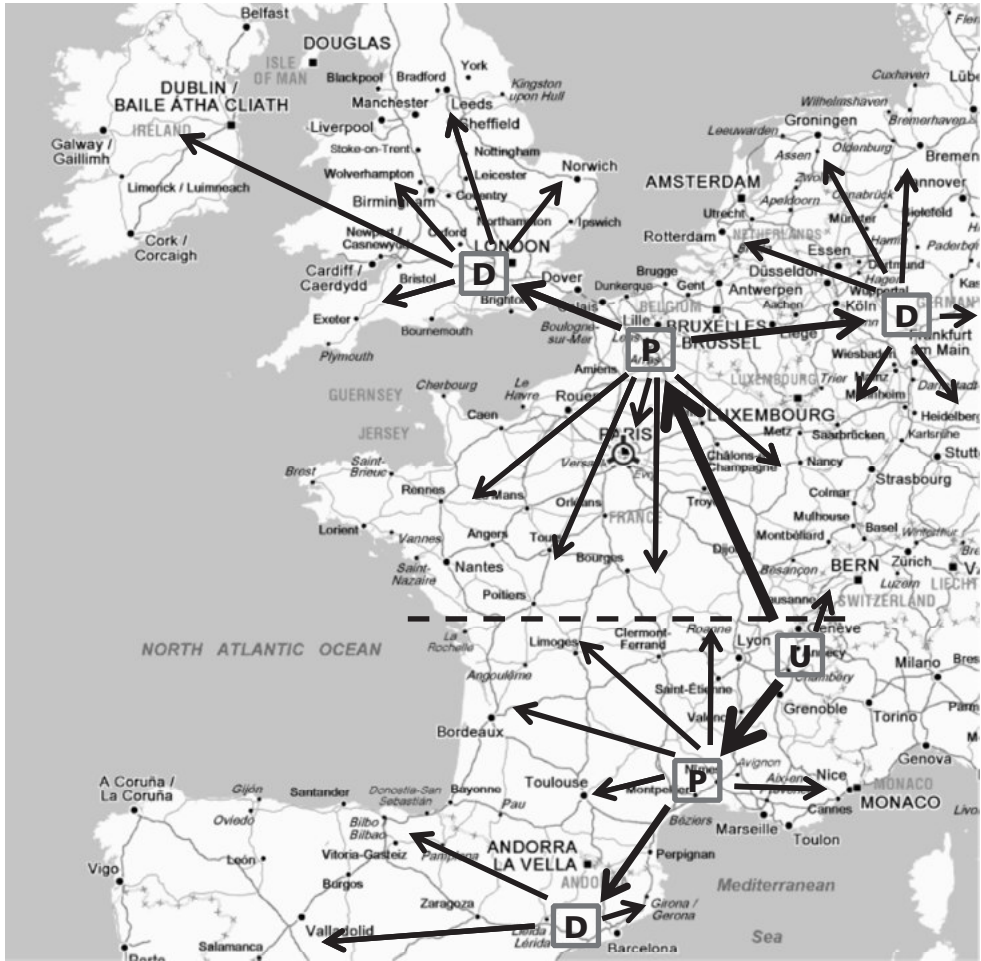 Belfast
DOUGLAS
ISLE
OF MAN
York
Blackpool
Bradford
Kingston
upon Hull
Cuxhaven
DUBLIN /
BAILE ÁTHA CLIATH
Manchester
Leeds
Wilhelmshaven
IRELAND
Liverpool
Sheffield
Groningen
Bremerhaven
Leeuwarden
Galway /
Gaillimh
Stoke-on-Trent
Nottingham
Assen
Oldenburg
Bremen
Wolverhampton
Leicester
Norwich
Limerick / Luimneach
Birmingham
Coventry
AMSTERDAM
Apeldoorn
Osnabrück
Northampton
Ipswich
Utrecht
Münster
Bielefeld
Cork /
Corcaigh
Newport /
Casnewydd
Oxford
LONDON
Rotterdam
NETHERLANDS
Cardiff /
Caerdydd
Bristol
D
Dover
Brugge
Essen
Dortmund
Düsseldorf
Dunkerque
Gent
Antwerpen
Hagen
Wuppertal
Brighton
Calais
BELGIUM
Aachen
Köln
GERMANY
Exeter
Bournemouth
Boulogne-
sur-Mer
Lille
BRUXELLES
BRUSSEL
Liège
D
Frankfurt
am Main
Plymouth
P
Arras
Wiesbaden
Amiens
LUXEMBOURG
Trier
Mainz
Darmstadt
GUERNSEY
Cherbourg
Le
Havre
Rouen
Mannheim
Caen
LUXEMBOURG
Heidelberg
JERSEY
PARIS
Metz
Saarbrücken
Karlsruhe
Brest
Saint-
Brieuc
Versailles
Châlons-
Champagne
Nancy
Strasbourg
Rennes
Le Mans
Orléans
Troyes
Colmar
Lorient
FRANCE
Mulhouse
Vannes
Angers
Tours
Montbéliard
Basel
Winterthur
Saint-
Nazaire
Nantes
Bourges
Dijon
Besançon
BERN
Zürich
Luzern
LIECHT
Poitiers
Lausanne
SWITZERLAND
La
Rochelle
Limoges
Clermont-
Ferrand
Roanne
Lyon
Genève
NORTH ATLANTIC OCEAN
U
Annecy
Milano
Angoulême
Chambéry
Saint-Étienne
Grenoble
Torino
Bordeaux
Valence
Genova
A Coruña /
La Coruña
Gijón
Santander
Donostia-San
Sebastián
Bayonne
Toulouse
Nîmes
P
Avignon
Aix-en
Provence
Nice
MONACO
Montpellier
Oviedo
Bilbo
Bilbao
Pau
Béziers
Cannes
MONACO
Marseille
Toulon
León
Vitoria-Gasteiz
Pamplona
ANDORRA
LA VELLA
Perpignan
Vigo
Burgos
ANDORRA
Mediterranean
Sea
Zaragoza
Girona /
Gerona
Valladolid
D
Lleida /
Lérida
Salamanca
Barcelona